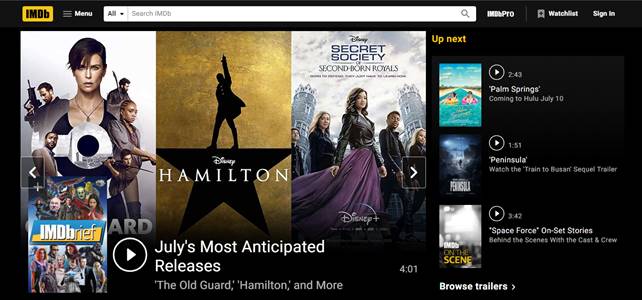 IMDb
Menu
All
Search IMDb
IMDbPro
Watchlist
Sign In
Up next
Disney
SECRET
SOCIETY
OF SECOND-BORN ROYALS
Disney
HAMILTON
Disney+
IMDbrief
July's Most Anticipated
Releases
'The Old Guard,' 'Hamilton,' and More
4:01
2:43
'Palm Springs'
Coming to Hulu July 10
1:51
'Peninsula'
Watch the 'Train to Busan' Sequel Trailer
PENINSULA
3:42
"Space Force" On-Set Stories
Behind the Scenes With the Cast & Crew
IMDb
ON THE
SCENE
Browse trailers